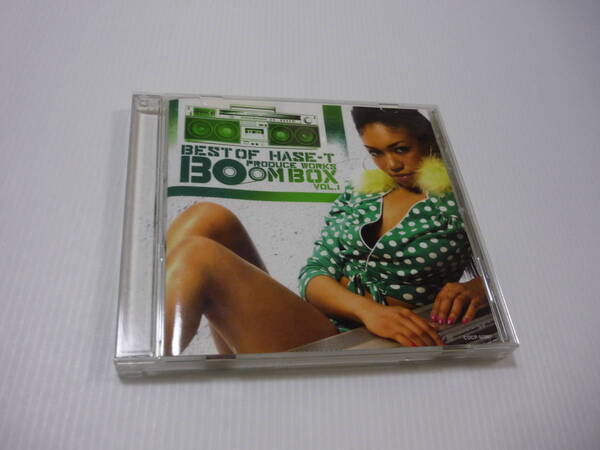 BEST OF HASE-T
PRODUCE WORKS
BOOMBOX
VOL.1